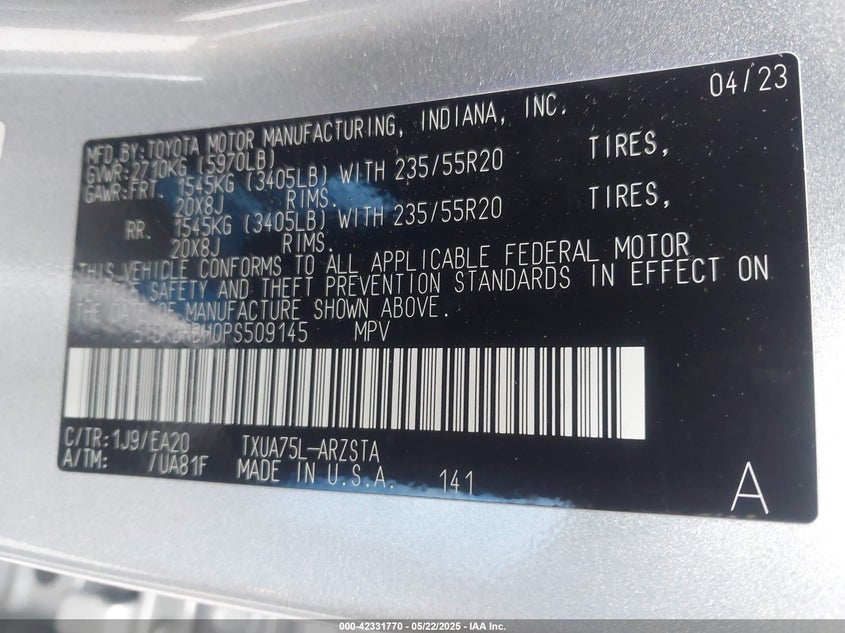 04/23
MFD.BY:TOYOTA MOTOR MANUFACTURING, INDIANA, INC.
GVWR:2710KG (5970LB)
GAWR:FRT. 1545KG (3405LB) WITH 235/55R20 TIRES,
20X8J RIMS.
RR. 1545KG (3405LB) WITH 235/55R20 TIRES,
20X8J RIMS.
THIS VEHICLE CONFORMS TO ALL APPLICABLE FEDERAL MOTOR
VEHICLE SAFETY AND THEFT PREVENTION STANDARDS IN EFFECT ON
THE DATE OF MANUFACTURE SHOWN ABOVE.
MPV
C/TR:1J9/EA20 TXUA75L-ARZSTA
A/TM: /UA81F MADE IN U.S.A. 141
A
000-42331770 - 05/22/2025 - IAA Inc.